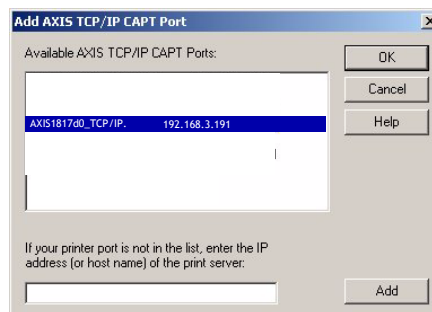 Add AXIS TCP/IP CAPT Port
Available AXIS TCP/IP CAPT Ports:
OK
Cancel
AXIS1817d0_TCP/IP. 192.168.3.191
Help
If your printer port is not in the list, enter the IP
address (or host name) of the print server:
Add